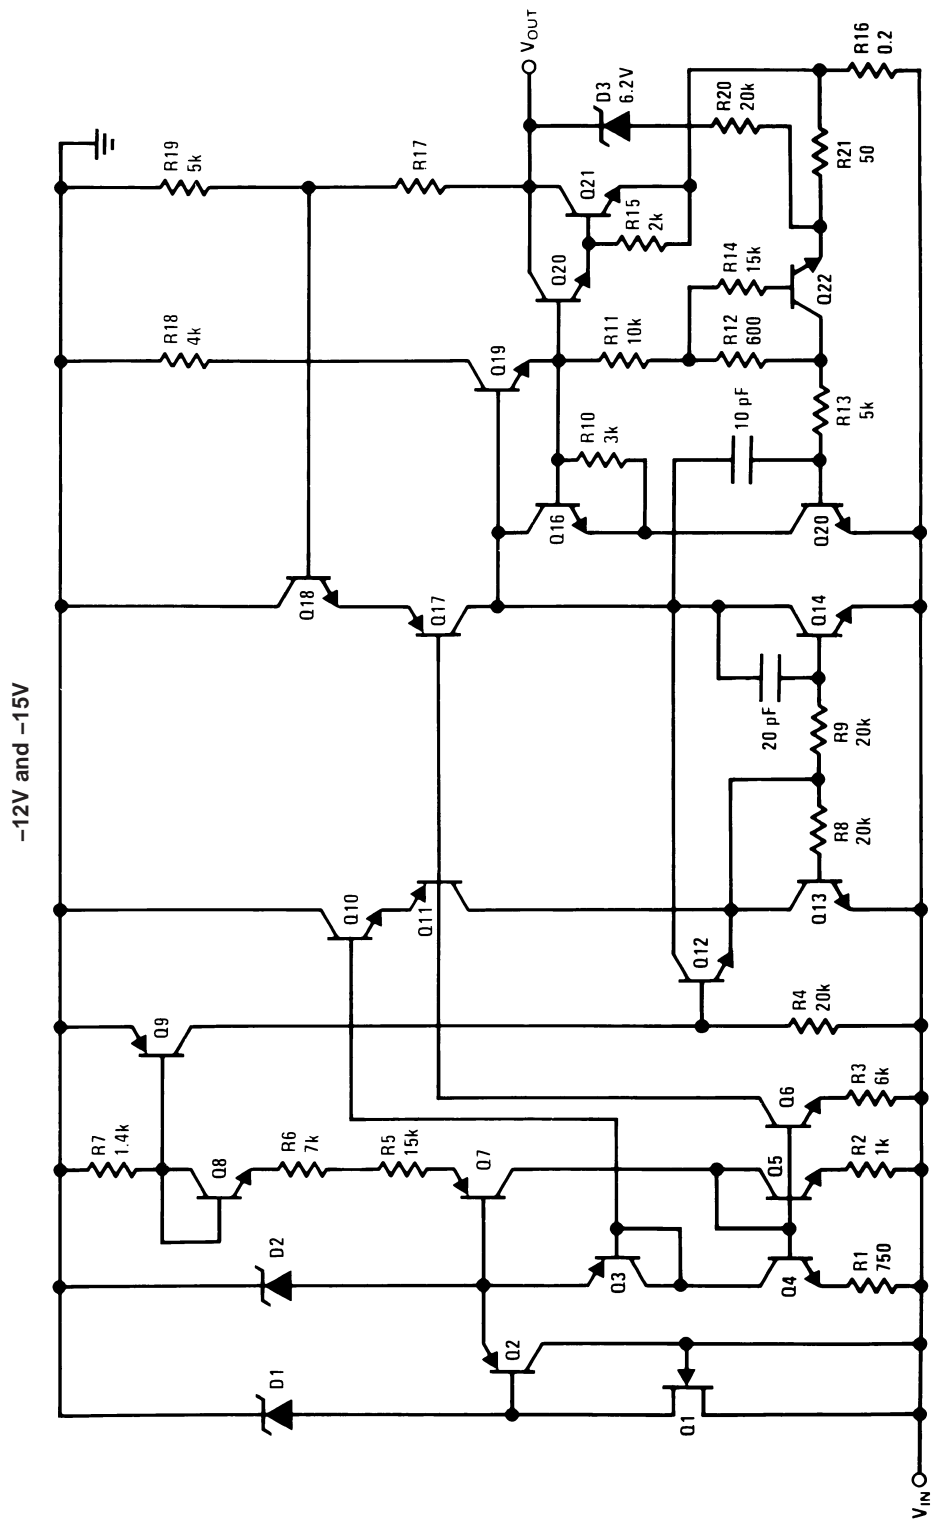 –12V and –15V
R7
1.4k
Q9
R18
4k
R19
5k
D1
D2
Q8
R6
7k
R5
15k
Q7
Q2
Q3
Q10
Q11
Q18
Q17
Q19
R17
VOUT
Q20
Q21
R15
2k
D3
6.2V
R20
20k
R11
10k
R14
15k
R12
600
Q22
R21
50
R16
0.2
Q16
R10
3k
10 pF
R13
5k
Q20
Q12
20 pF
Q14
R9
20k
R8
20k
Q13
R4
20k
Q1
Q4
Q5
Q6
R1
750
R2
1k
R3
6k
VIN